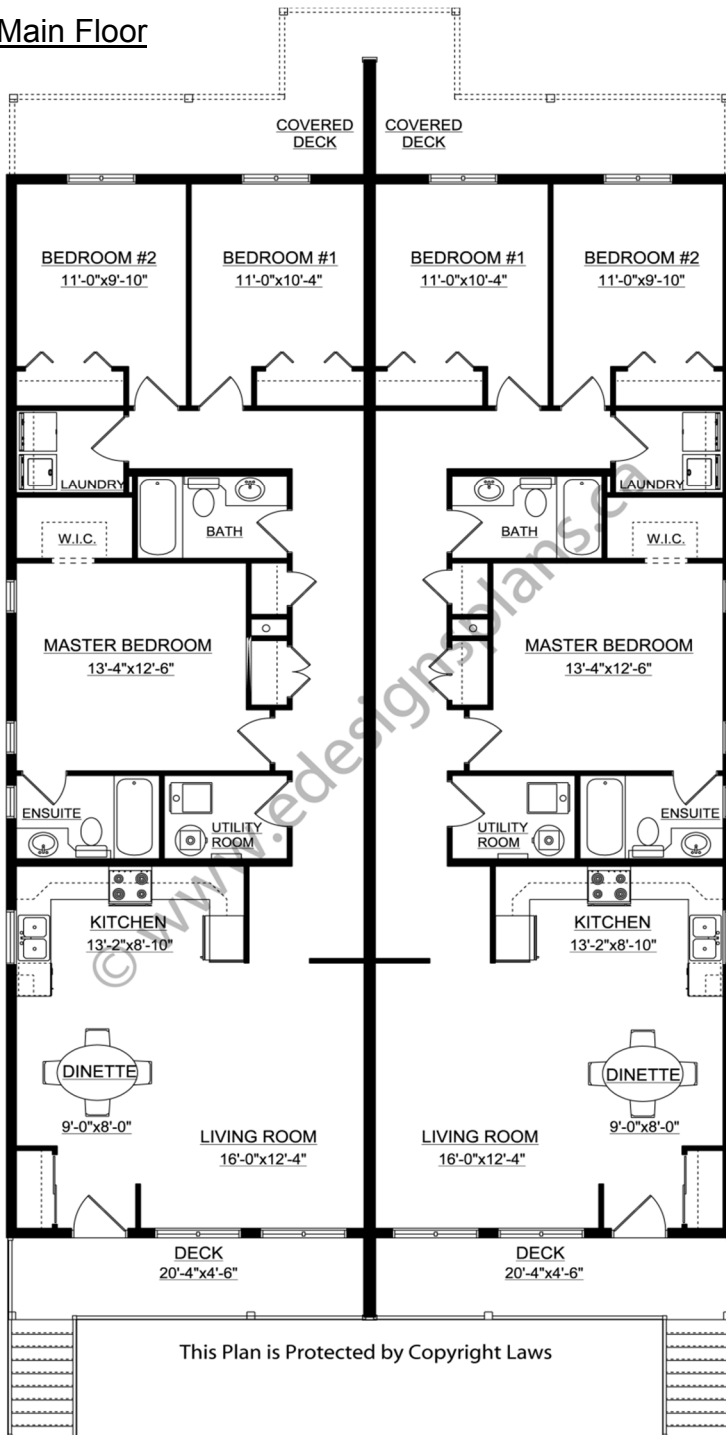 Main Floor
COVERED
DECK
COVERED
DECK
BEDROOM #2
11'-0"x9'-10"
BEDROOM #1
11'-0"x10'-4"
BEDROOM #1
11'-0"x10'-4"
BEDROOM #2
11'-0"x9'-10"
LAUNDRY
LAUNDRY
W.I.C.
BATH
BATH
W.I.C.
MASTER BEDROOM
13'-4"x12'-6"
MASTER BEDROOM
13'-4"x12'-6"
ENSUITE
UTILITY
ROOM
UTILITY
ROOM
ENSUITE
KITCHEN
13'-2"x8'-10"
KITCHEN
13'-2"x8'-10"
DINETTE
9'-0"x8'-0"
DINETTE
9'-0"x8'-0"
LIVING ROOM
16'-0"x12'-4"
LIVING ROOM
16'-0"x12'-4"
DECK
20'-4"x4'-6"
DECK
20'-4"x4'-6"
© www.edesignsplans.ca
This Plan is Protected by Copyright Laws